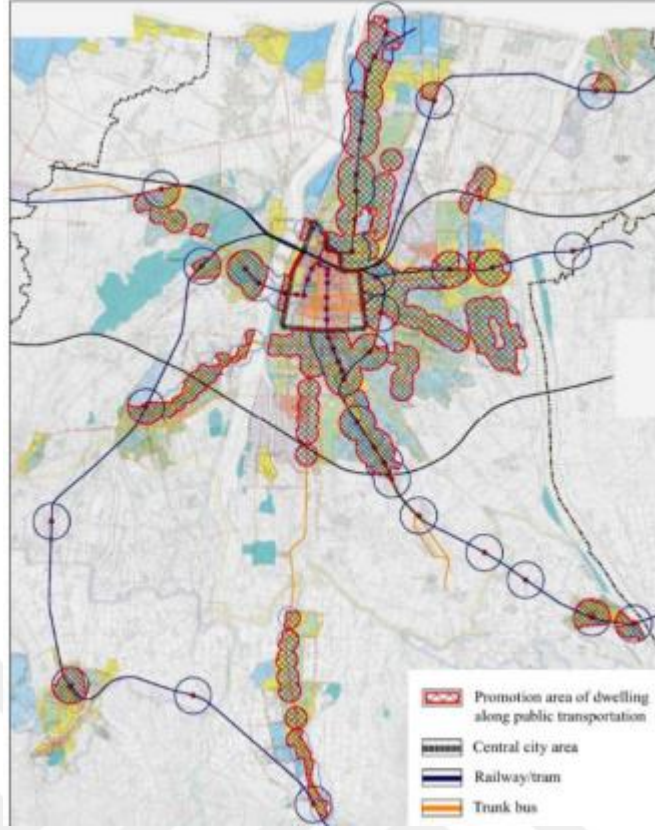 Promotion area of dwelling
along public transportation
Central city area
Railway/tram
Trunk bus